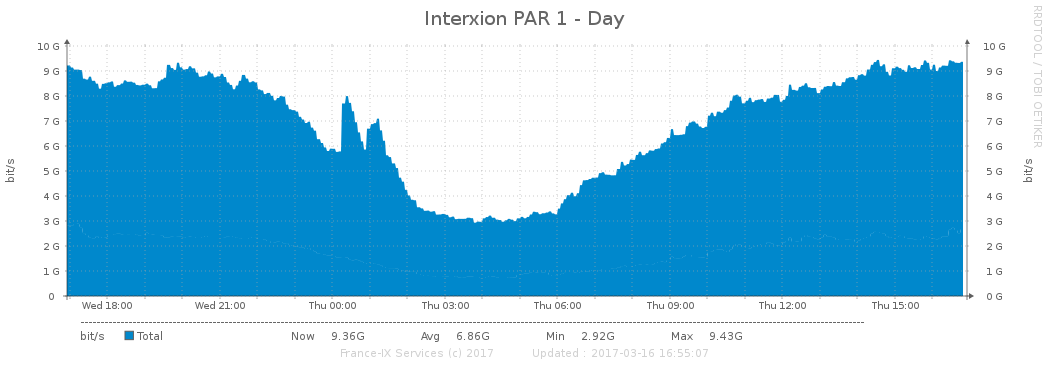 Interxion PAR 1 - Day
RRDTOOL / TOBI OETIKER
10 G 10 G
9 G 9 G
8 G 8 G
7 G 7 G
6 G 6 G
5 G 5 G
4 G 4 G
3 G 3 G
2 G 2 G
1 G 1 G
0 0 G
bit/s bit/s
Wed 18:00 Wed 21:00 Thu 00:00 Thu 03:00 Thu 06:00 Thu 09:00 Thu 12:00 Thu 15:00
bit/s Total Now 9.36G Avg 6.86G Min 2.92G Max 9.43G
France-IX Services (c) 2017 Updated : 2017-03-16 16:55:07